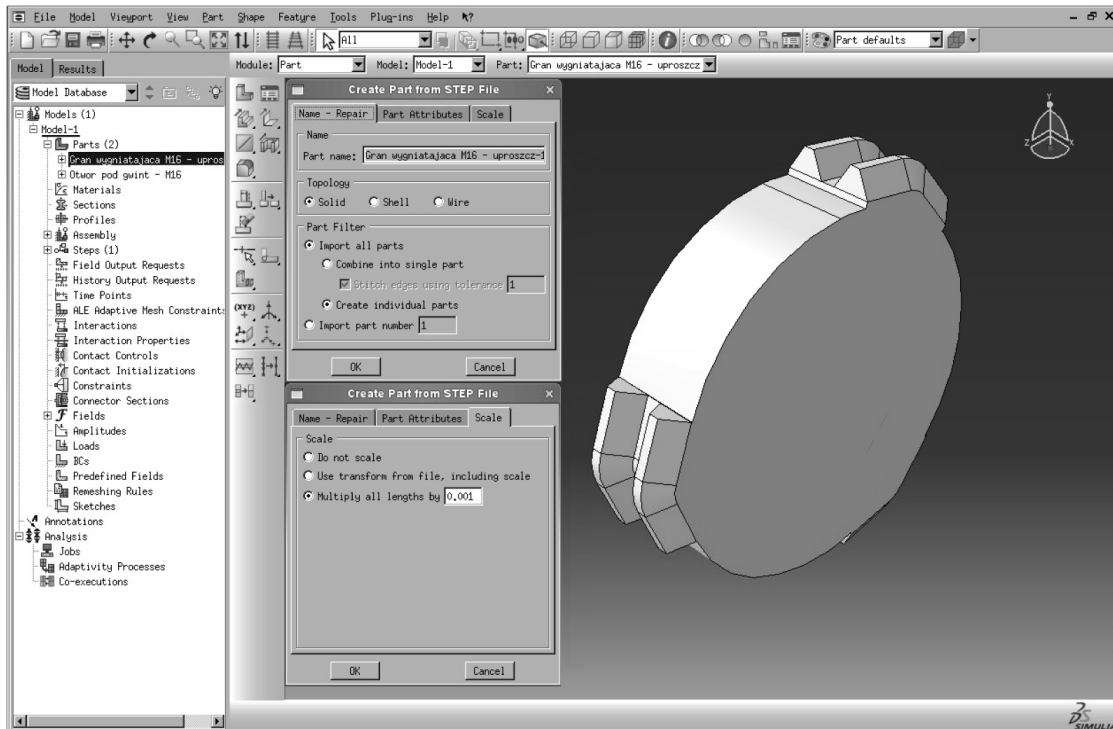 File Model Viewport View Part Shape Feature Tools Plug-ins Help
All
Part defaults
Model Results
Module: Part Model: Model-1 Part: Gran wygniatajaca M16 - uproszcz
Model Database
Models (1)
Model-1
Parts (2)
Gran wygniatajaca M16 - upros
Otwor pod gwint - M16
Materials
Sections
Profiles
Assembly
Steps (1)
Field Output Requests
History Output Requests
Time Points
ALE Adaptive Mesh Constraint
Interactions
Interaction Properties
Contact Controls
Contact Initializations
Constraints
Connector Sections
Fields
Amplitudes
Loads
BCs
Predefined Fields
Remeshing Rules
Sketches
Annotations
Analysis
Jobs
Adaptivity Processes
Co-executions
(XYZ)
Create Part from STEP File
Name - Repair Part Attributes Scale
Name
Part name: Gran wygniatajaca M16 - uproszcz-1
Topology
Solid Shell Wire
Part Filter
Import all parts
Combine into single part
Stitch edges using tolerance 1
Create individual parts
Import part number 1
OK Cancel
Create Part from STEP File
Name - Repair Part Attributes Scale
Scale
Do not scale
Use transform from file, including scale
Multiply all lengths by 0.001
OK Cancel
Y
Z X
SIMULIA